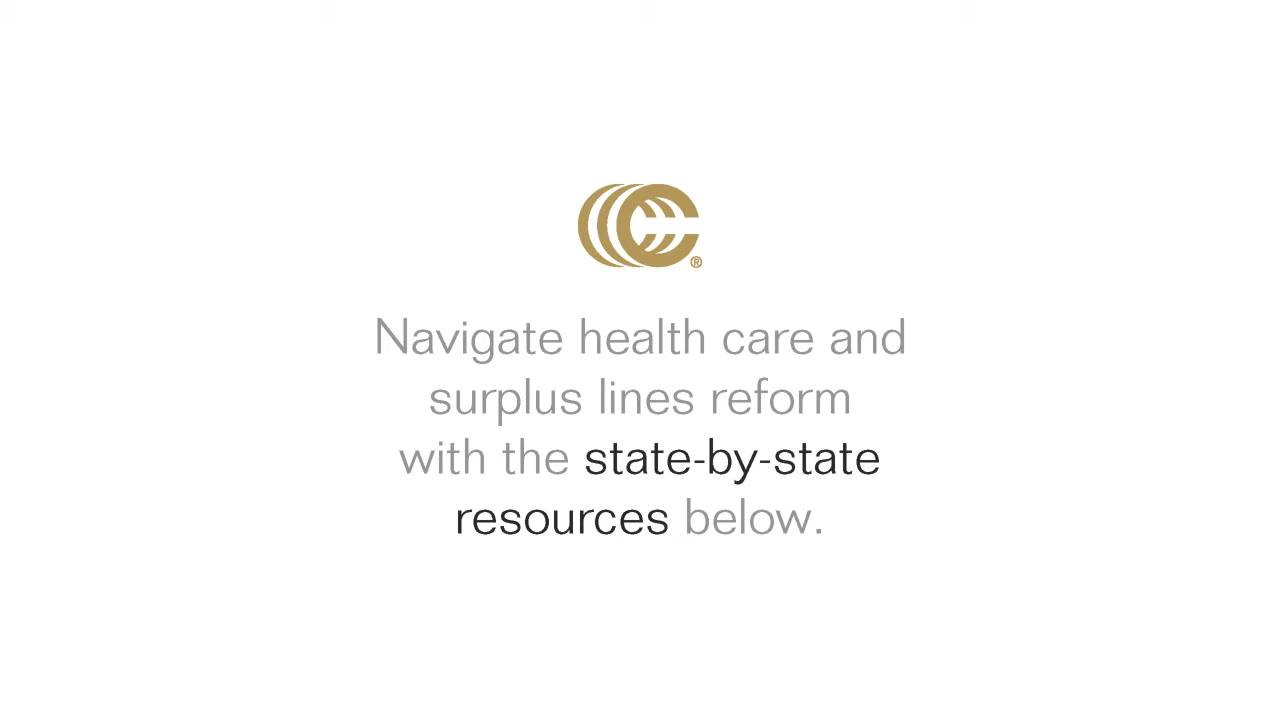 ®
Navigate health care and
surplus lines reform
with the state-by-state
resources below.